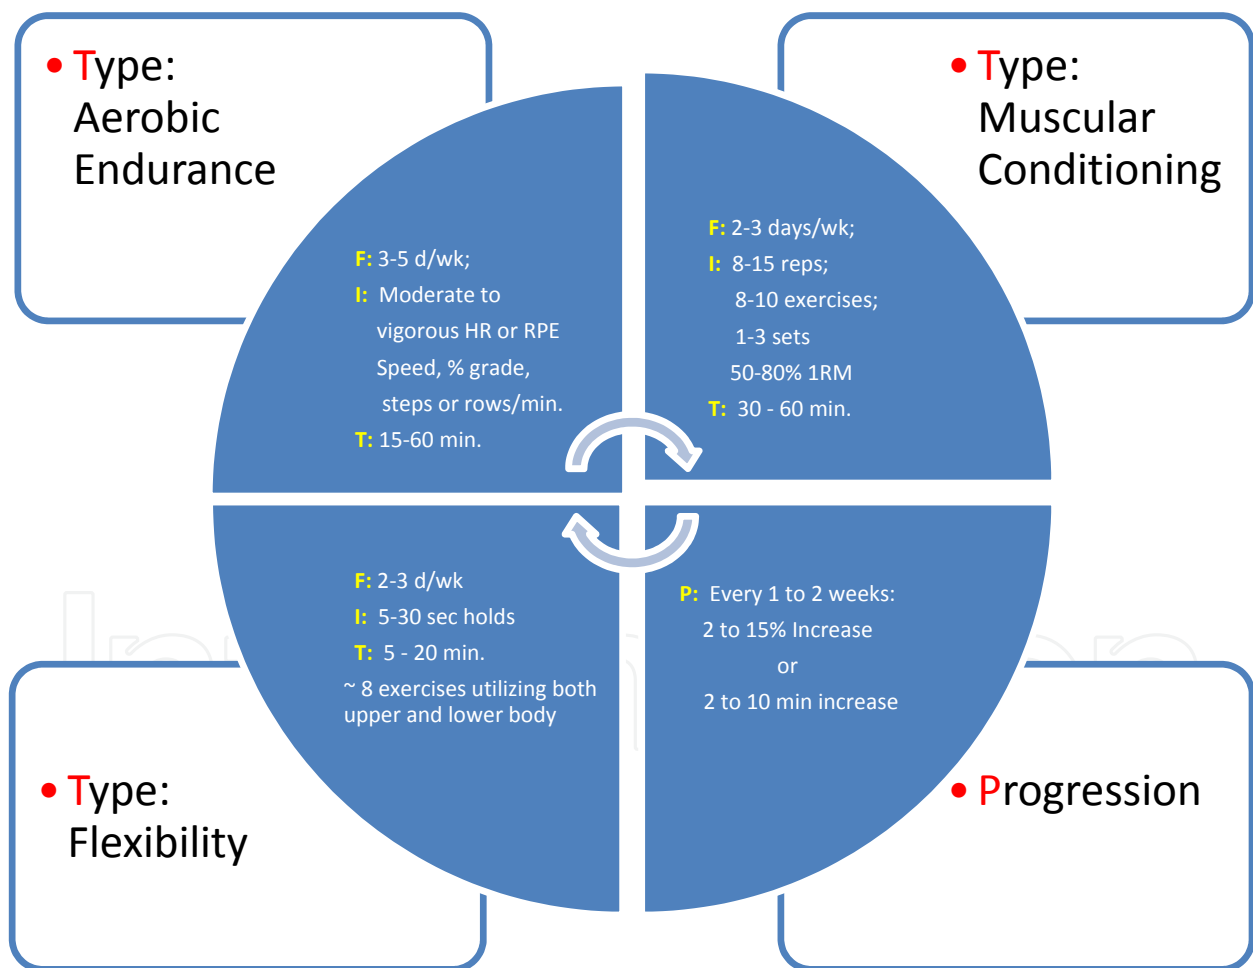 • Type:
Aerobic
Endurance
• Type:
Muscular
Conditioning
F: 3-5 d/wk;
I: Moderate to
vigorous HR or RPE
Speed, % grade,
steps or rows/min.
T: 15-60 min.
F: 2-3 days/wk;
I: 8-15 reps;
8-10 exercises;
1-3 sets
50-80% 1RM
T: 30 - 60 min.
F: 2-3 d/wk
I: 5-30 sec holds
T: 5 - 20 min.
~ 8 exercises utilizing both
upper and lower body
P: Every 1 to 2 weeks:
2 to 15% Increase
or
2 to 10 min increase
• Type:
Flexibility
• Progression